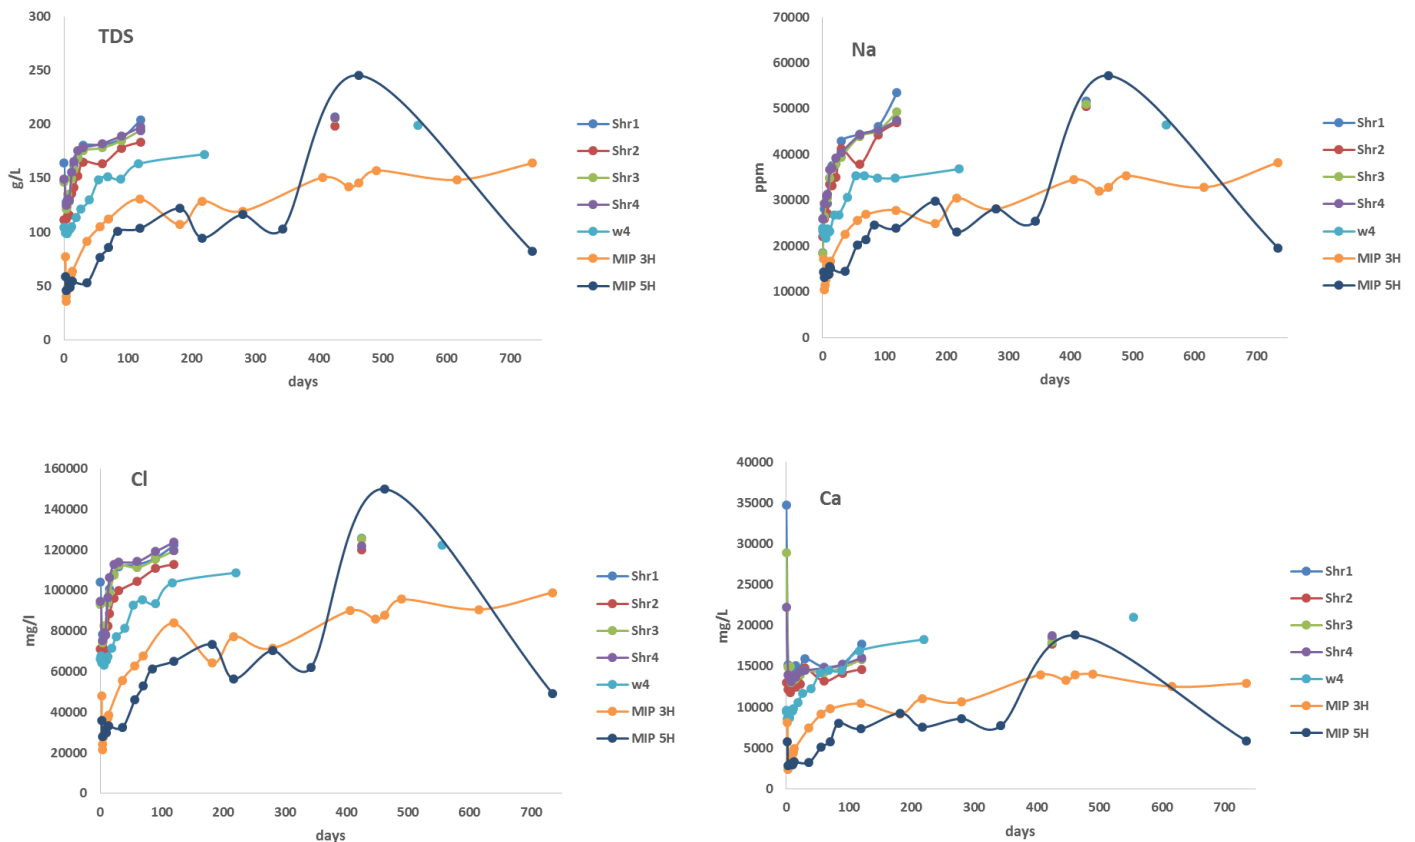 TDS
300
250
200
150
100
50
0
g/L
0 100 200 300 400 500 600 700
days
Shr1
Shr2
Shr3
Shr4
w4
MIP 3H
MIP 5H
Na
70000
60000
50000
40000
30000
20000
10000
0
ppm
0 100 200 300 400 500 600 700
days
Shr1
Shr2
Shr3
Shr4
w4
MIP 3H
MIP 5H
Cl
160000
140000
120000
100000
80000
60000
40000
20000
0
mg/l
0 100 200 300 400 500 600 700
days
Shr1
Shr2
Shr3
Shr4
w4
MIP 3H
MIP 5H
Ca
40000
35000
30000
25000
20000
15000
10000
5000
0
mg/L
0 100 200 300 400 500 600 700
days
Shr1
Shr2
Shr3
Shr4
w4
MIP 3H
MIP 5H